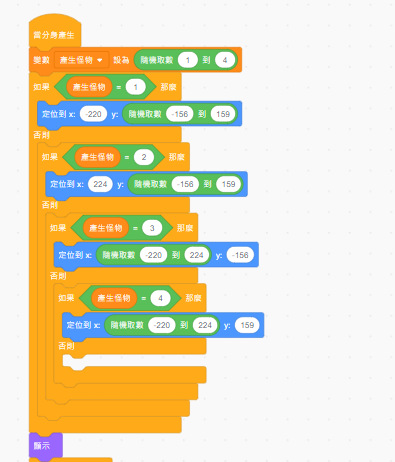 當分身產生
變數 產生怪物 設為 隨機取數 1 到 4
如果 產生怪物 = 1 那麼
定位到 x: -220 y: 隨機取數 -156 到 159
否則
如果 產生怪物 = 2 那麼
定位到 x: 224 y: 隨機取數 -156 到 159
否則
如果 產生怪物 = 3 那麼
定位到 x: 隨機取數 -220 到 224 y: -156
否則
如果 產生怪物 = 4 那麼
定位到 x: 隨機取數 -220 到 224 y: 159
否則
顯示